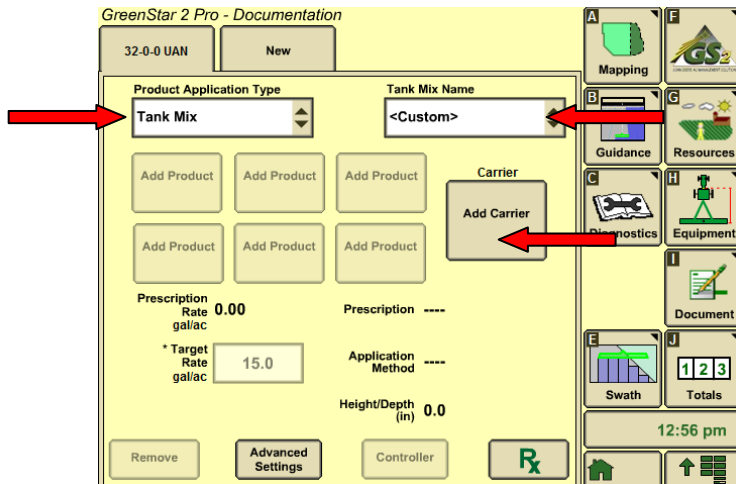 GreenStar 2 Pro - Documentation
32-0-0 UAN
New
Product Application Type
Tank Mix Name
Tank Mix
<Custom>
Add Product
Add Product
Add Product
Carrier
Add Carrier
Add Product
Add Product
Add Product
Prescription
Rate 0.00
gal/ac
Prescription ----
* Target
Rate
gal/ac
15.0
Application
Method ----
Height/Depth
(in) 0.0
Remove
Advanced
Settings
Controller
Rx
A
Mapping
F
GS2
B
Guidance
G
Resources
C
Diagnostics
H
Equipment
I
Document
E
Swath
J
1 2 3
Totals
12:56 pm